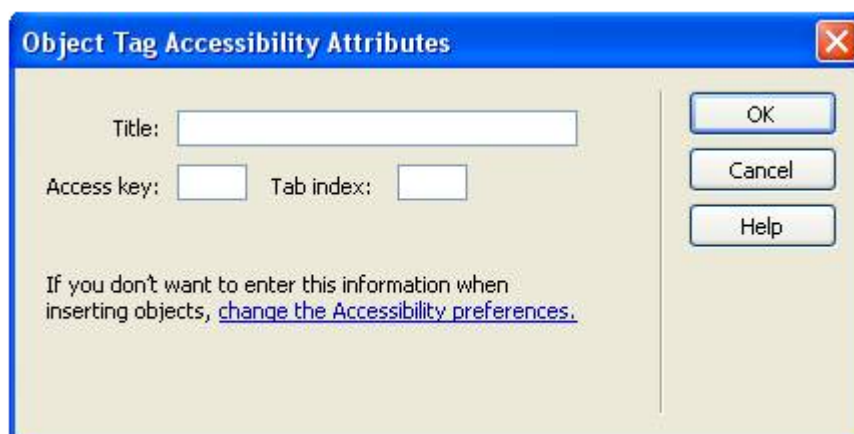 Object Tag Accessibility Attributes
Title:
OK
Access key:
Tab index:
Cancel
Help
If you don't want to enter this information when
inserting objects, change the Accessibility preferences.